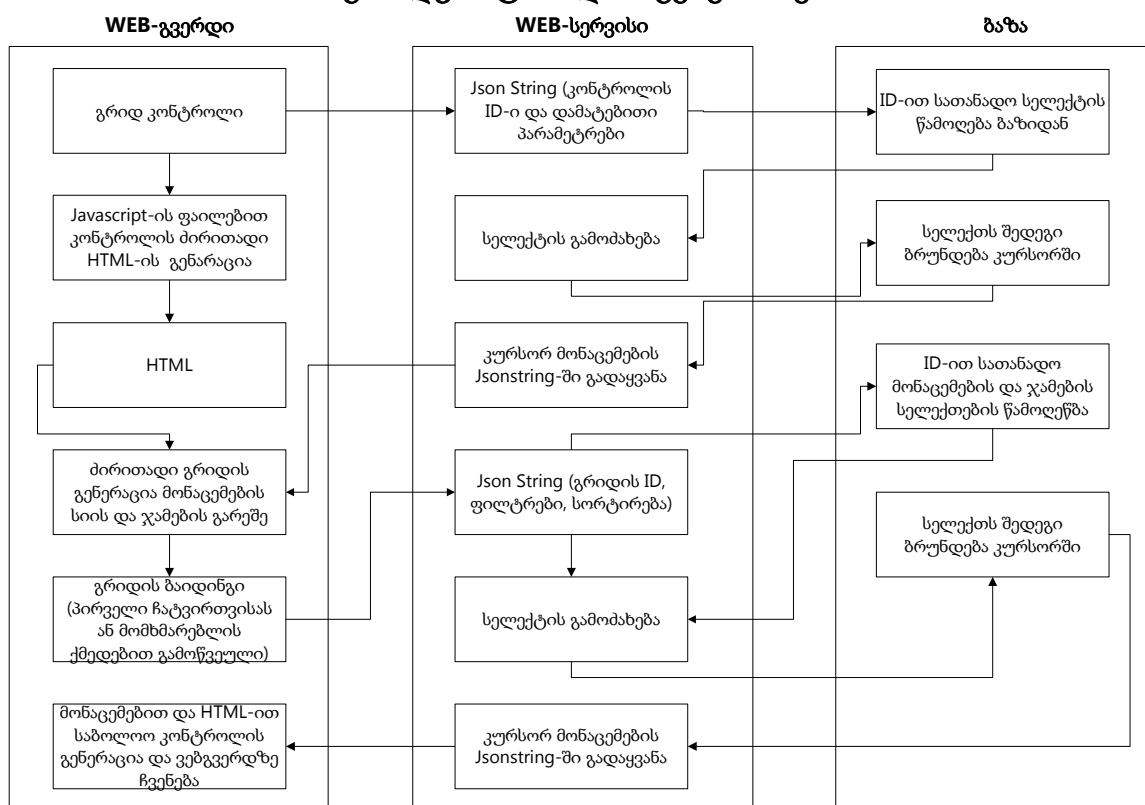 WEB-გვერდი
WEB-სერვისი
ბაზა
გრიდ კონტროლი
Json String (კონტროლის
ID-ი და დამატებითი
პარამეტრები
ID-ით სათანადო სელექტის
წამოღება ბაზიდან
Javascript-ის ფაილებით
კონტროლის ძირითადი
HTML-ის გენარაცია
სელექტის გამოძახება
სელექთს შედეგი
ბრუნდება კურსორში
HTML
კურსორ მონაცემების
Jsonstring-ში გადაყვანა
ID-ით სათანადო
მონაცემების და ჯამების
სელექთების წამოღეწბა
ძირითადი გრიდის
გენერაცია მონაცემების
სიის და ჯამების გარეშე
Json String (გრიდის ID,
ფილტრები, სორტირება)
სელექთს შედეგი
ბრუნდება კურსორში
გრიდის ბაიდინგი
(პირველი ჩატვირთვისას
ან მომხმარებლის
ქმედებით გამოწვეული)
სელექტის გამოძახება
მონაცემებით და HTML-ით
საბოლოო კონტროლის
გენერაცია და ვებგვერდზე
ჩვენება
კურსორ მონაცემების
Jsonstring-ში გადაყვანა